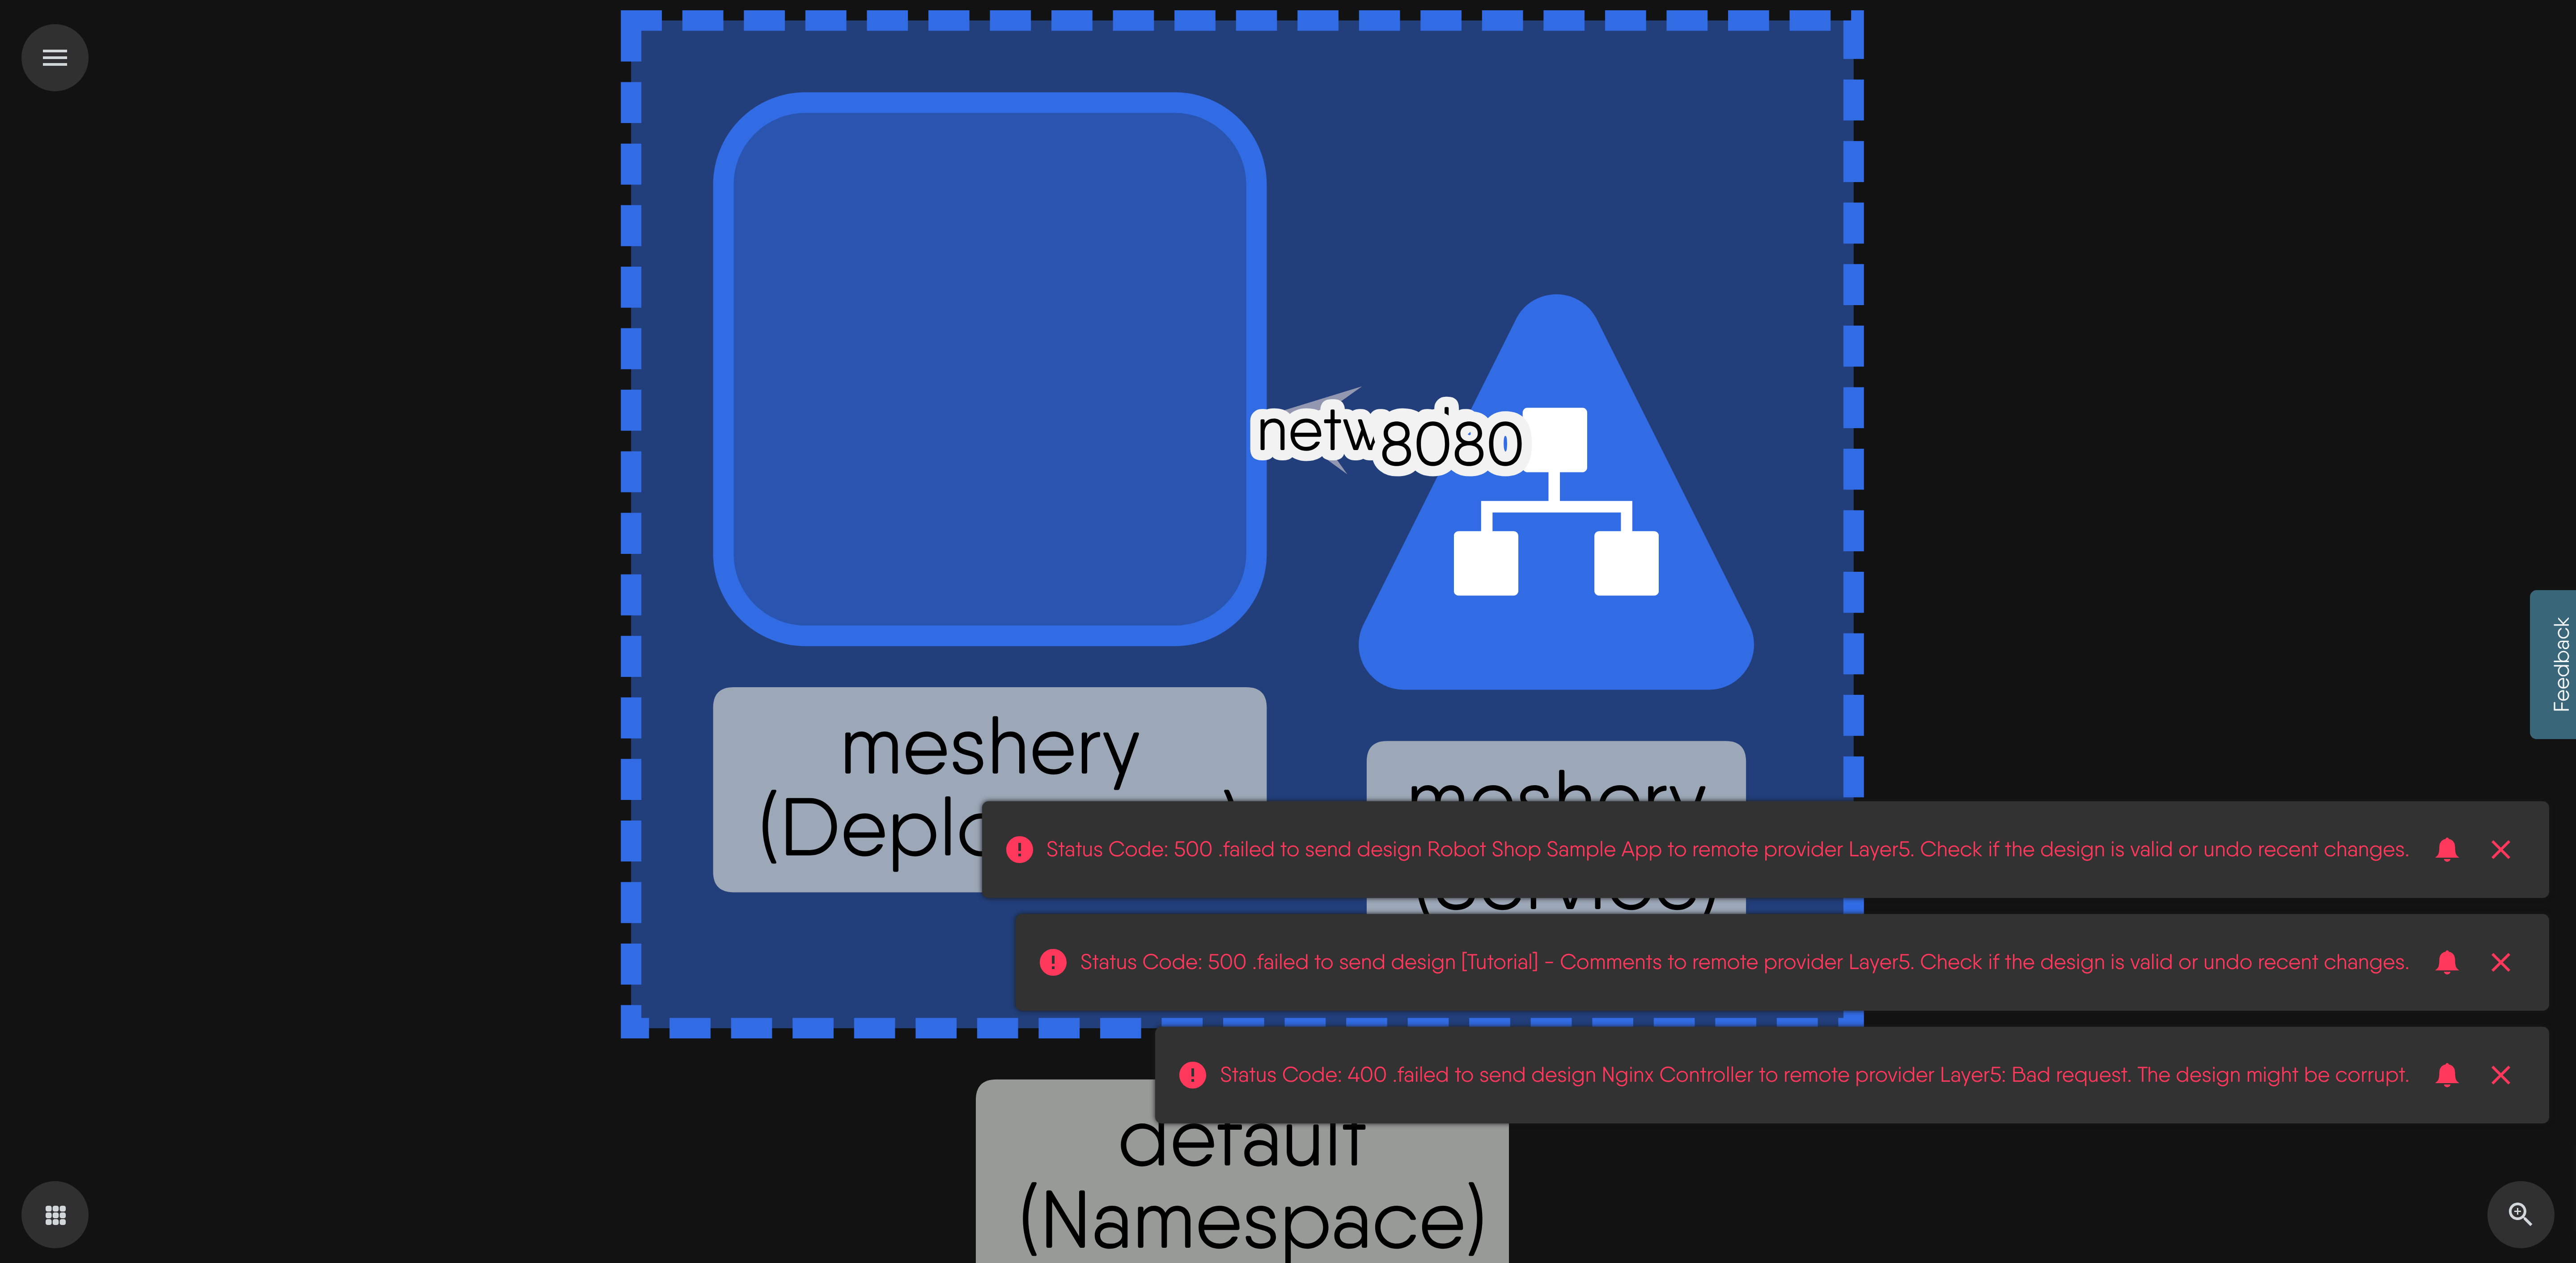 8080
meshery
meshery
(Service)
Status Code: 500 .failed to send design Robot Shop Sample App to remote provider Layer5. Check if the design is valid or undo recent changes.
Status Code: 500 .failed to send design [Tutorial] - Comments to remote provider Layer5. Check if the design is valid or undo recent changes.
Status Code: 400 .failed to send design Nginx Controller to remote provider Layer5: Bad request. The design might be corrupt.
default
(Namespace)
Feedback